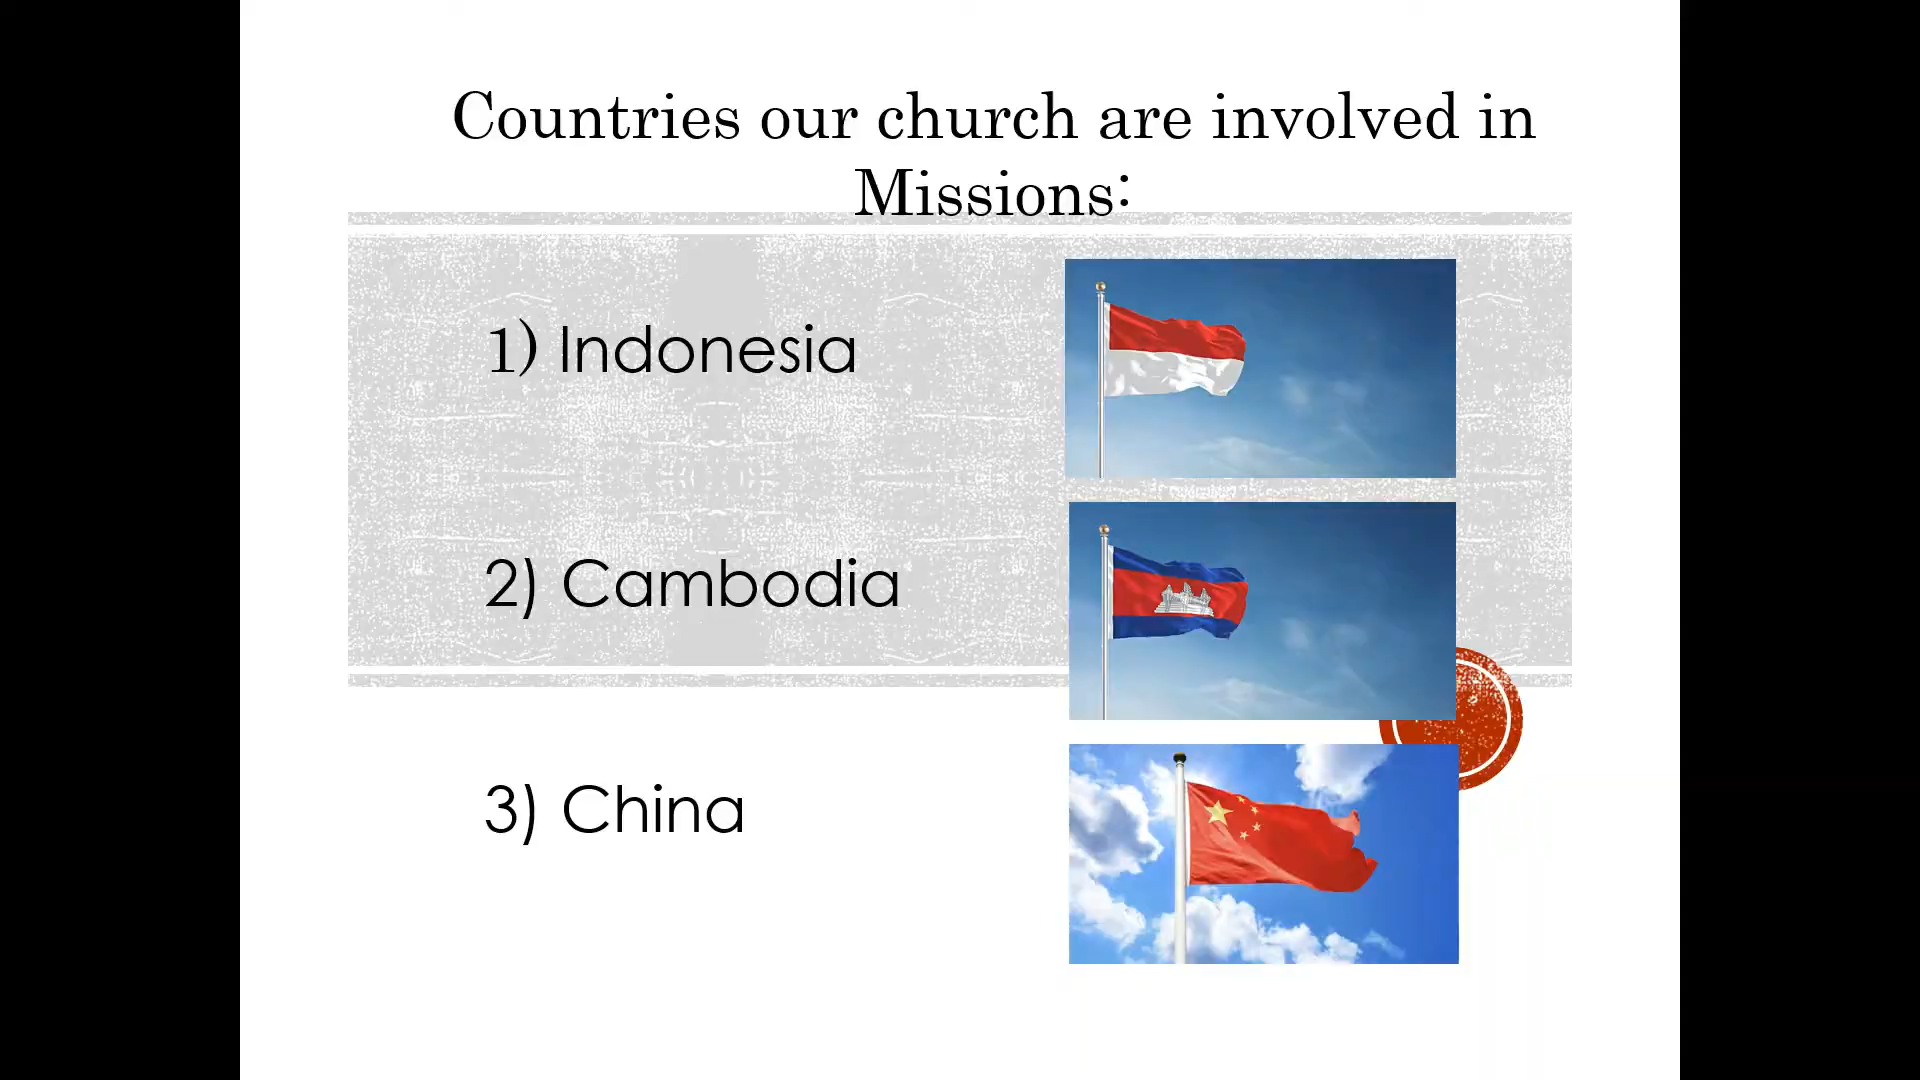 Countries our church are involved in
Missions:
1) Indonesia
2) Cambodia
3) China